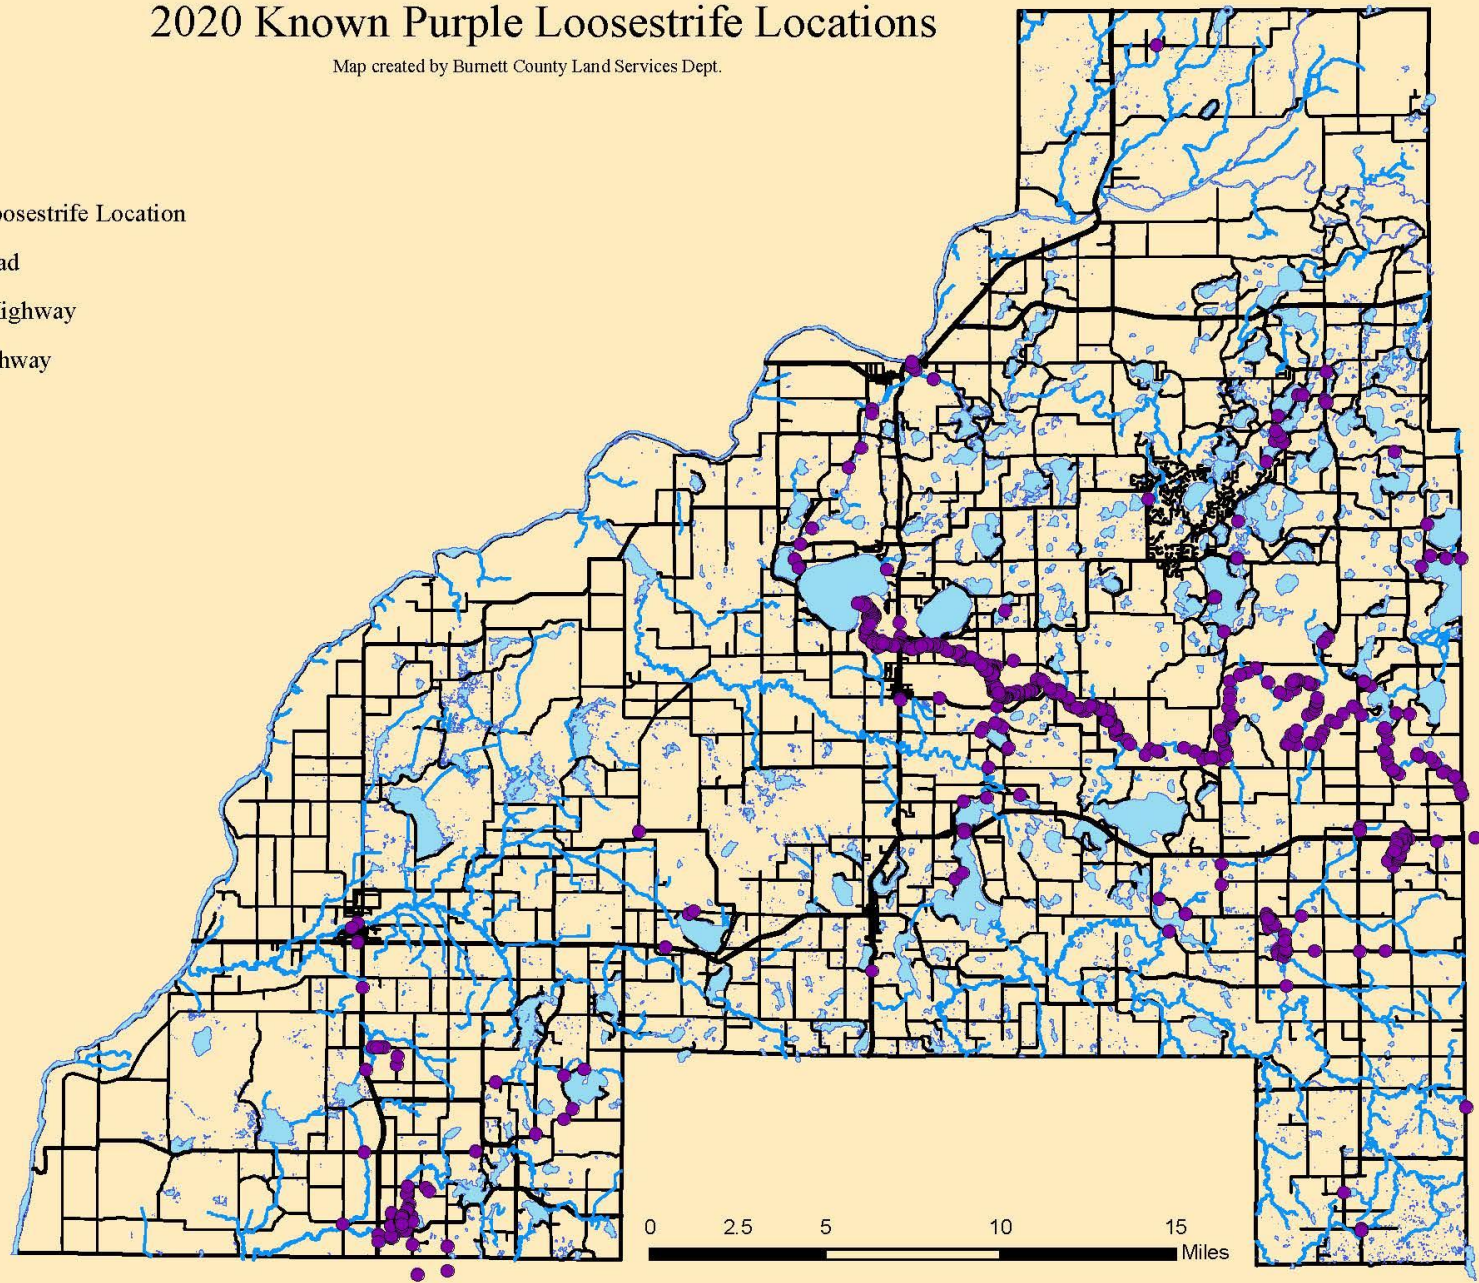 2020 Known Purple Loosestrife Locations
Map created by Burnett County Land Services Dept.
oosestrife Location
ad
ighway
hway
0 2.5 5 10 15
Miles